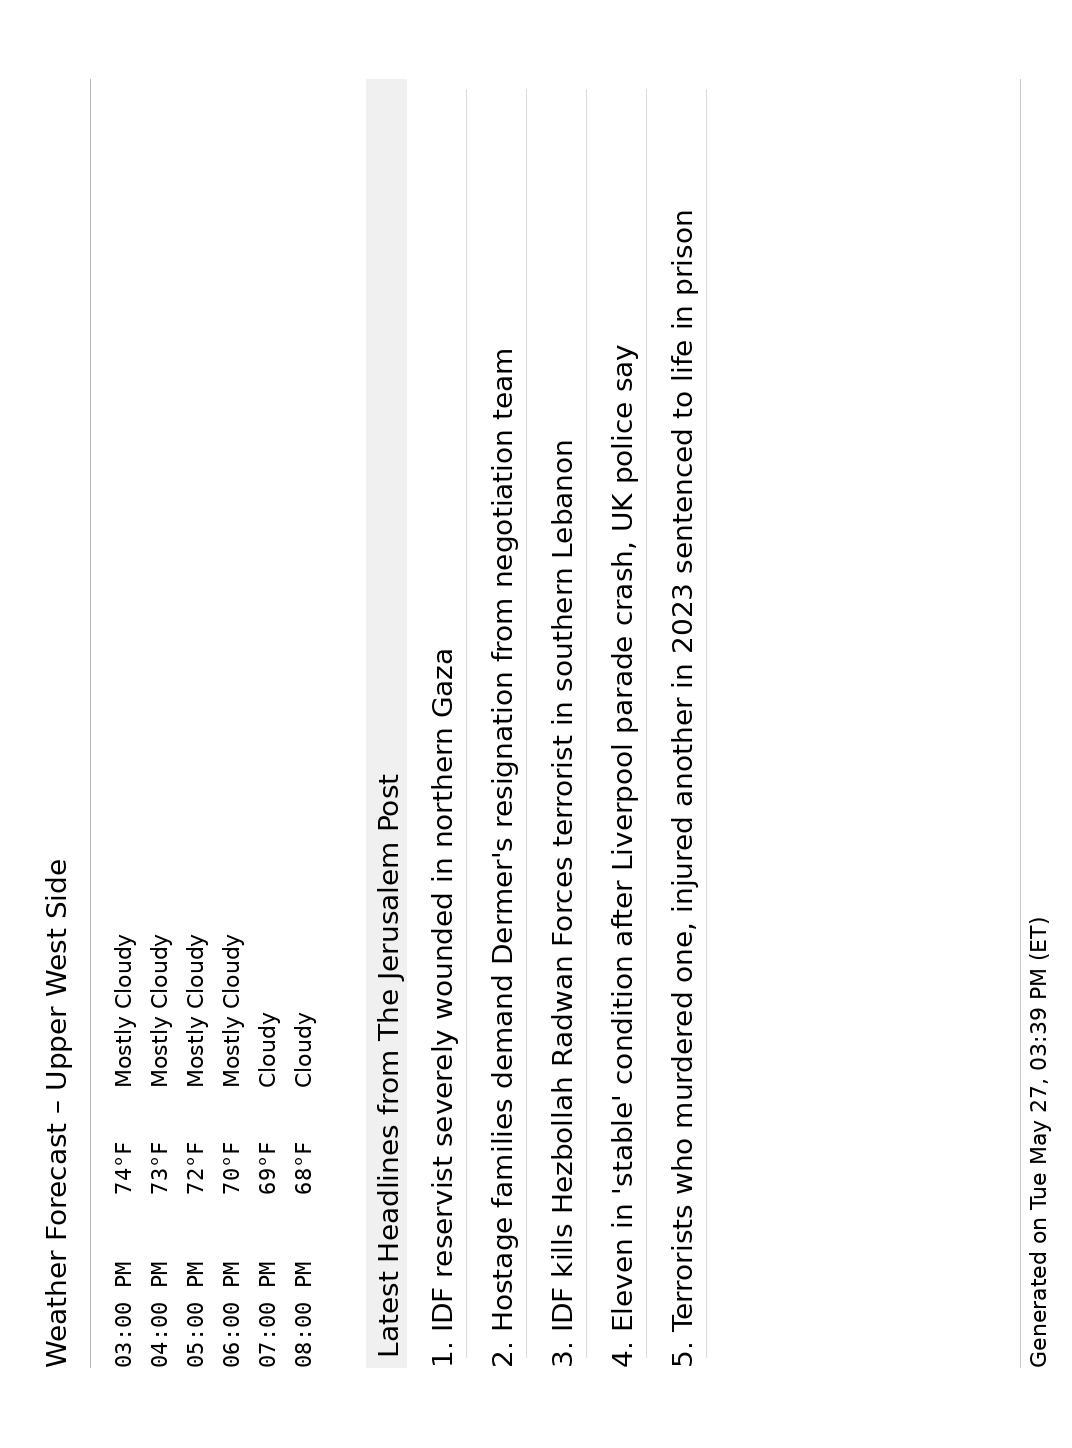 Weather Forecast – Upper West Side
03:00 PM 74°F Mostly Cloudy
04:00 PM 73°F Mostly Cloudy
05:00 PM 72°F Mostly Cloudy
06:00 PM 70°F Mostly Cloudy
07:00 PM 69°F Cloudy
08:00 PM 68°F Cloudy
Latest Headlines from The Jerusalem Post
1. IDF reservist severely wounded in northern Gaza
2. Hostage families demand Dermer's resignation from negotiation team
3. IDF kills Hezbollah Radwan Forces terrorist in southern Lebanon
4. Eleven in 'stable' condition after Liverpool parade crash, UK police say
5. Terrorists who murdered one, injured another in 2023 sentenced to life in prison
Generated on Tue May 27, 03:39 PM (ET)